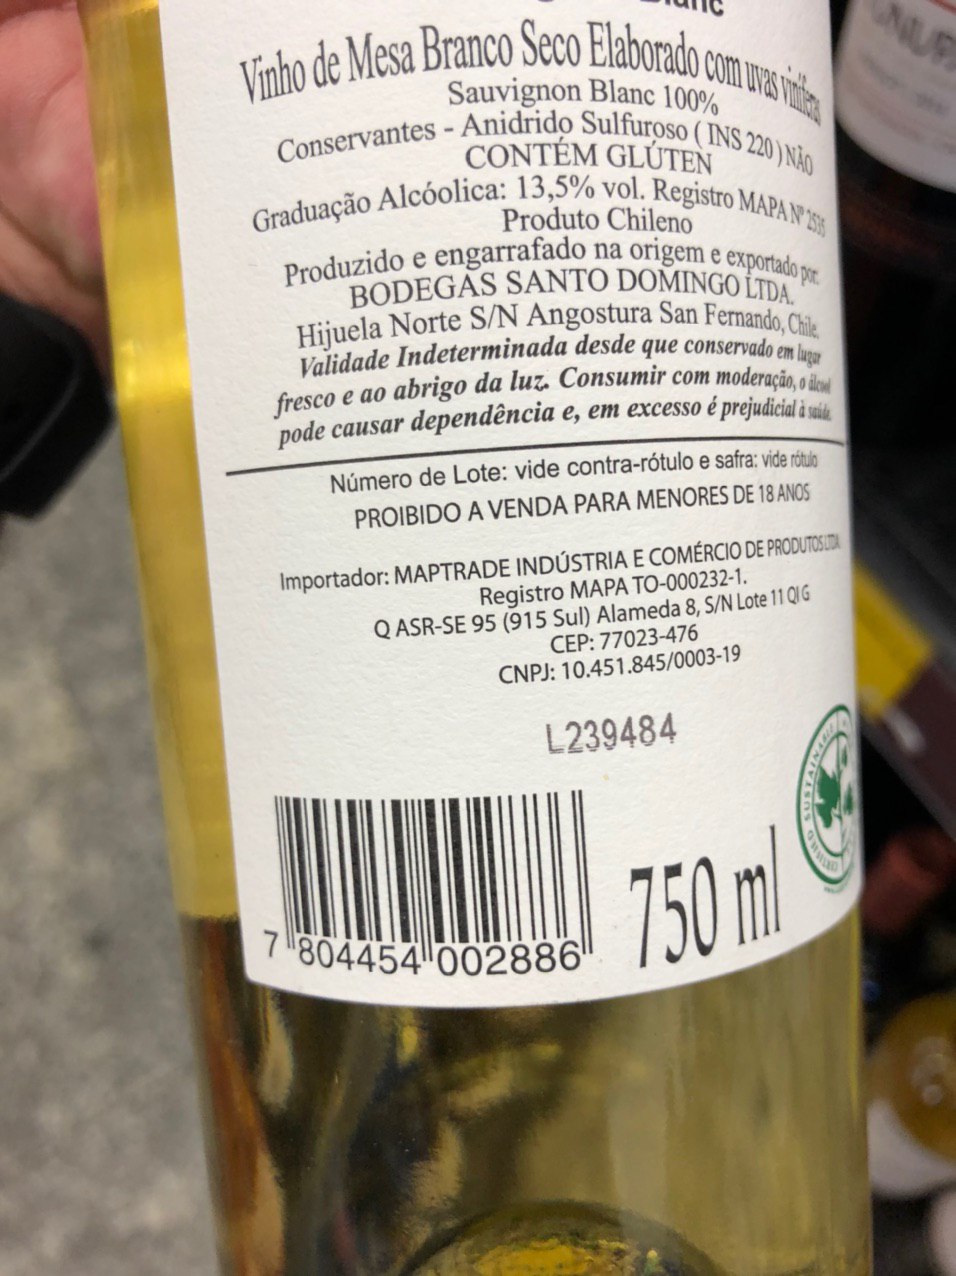 Blanc
Vinho de Mesa Branco Seco Elaborado com uvas viníferas
Sauvignon Blanc 100%
Conservantes - Anidrido Sulfuroso ( INS 220 ) NÃO
CONTÉM GLÚTEN
Graduação Alcóolica: 13,5% vol. Registro MAPA Nº 2535
Produto Chileno
Produzido e engarrafado na origem e exportado por:
BODEGAS SANTO DOMINGO LTDA.
Hijuela Norte S/N Angostura San Fernando, Chile.
Validade Indeterminada desde que conservado em lugar
fresco e ao abrigo da luz. Consumir com moderação, o álcool
pode causar dependência e, em excesso é prejudicial à saúde.
Número de Lote: vide contra-rótulo e safra: vide rótulo
PROIBIDO A VENDA PARA MENORES DE 18 ANOS
Importador: MAPTRADE INDÚSTRIA E COMÉRCIO DE PRODUTOS LTDA
Registro MAPA TO-000232-1.
Q ASR-SE 95 (915 Sul) Alameda 8, S/N Lote 11 QI G
CEP: 77023-476
CNPJ: 10.451.845/0003-19
L239484
CERTIFIED SUSTAINABLE
7 804454 002886
750 ml